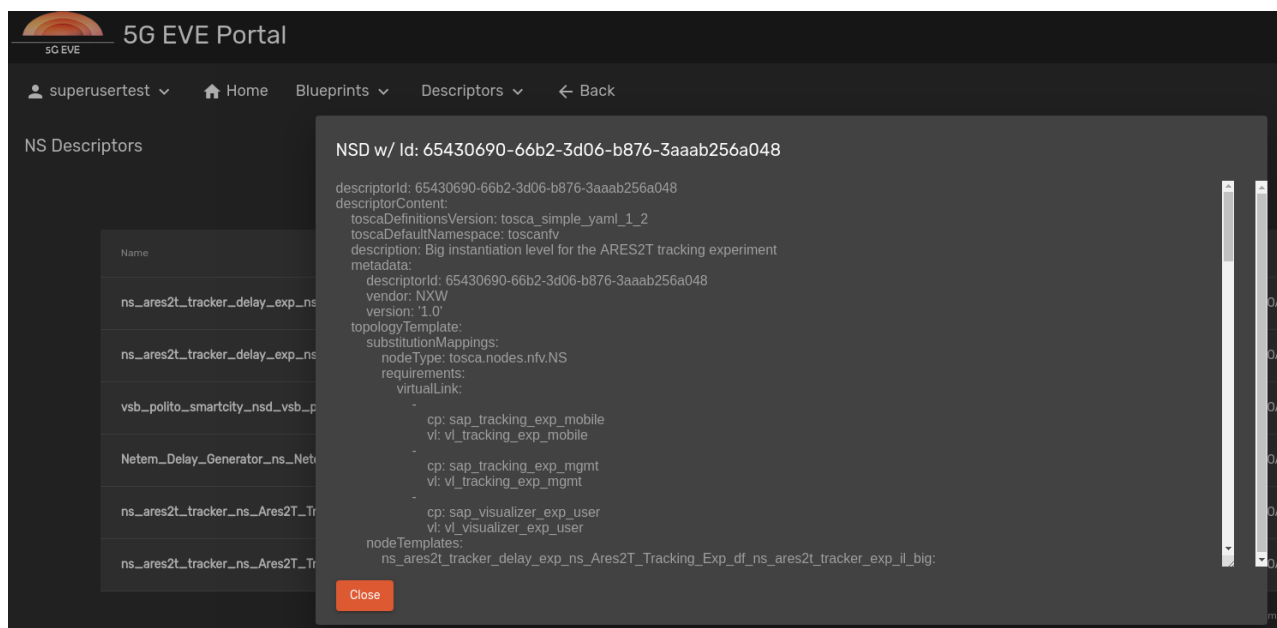 5G EVE
5G EVE Portal
superusertest
Home
Blueprints
Descriptors
Back
NS Descriptors
NSD w/ Id: 65430690-66b2-3d06-b876-3aaab256a048
descriptorId: 65430690-66b2-3d06-b876-3aaab256a048
descriptorContent:
toscaDefinitionsVersion: tosca_simple_yaml_1_2
toscaDefaultNamespace: toscanfv
description: Big instantiation level for the ARES2T tracking experiment
metadata:
descriptorId: 65430690-66b2-3d06-b876-3aaab256a048
vendor: NXW
version: '1.0'
topologyTemplate:
substitutionMappings:
nodeType: tosca.nodes.nfv.NS
requirements:
virtualLink:
-
cp: sap_tracking_exp_mobile
vl: vl_tracking_exp_mobile
-
cp: sap_tracking_exp_mgmt
vl: vl_tracking_exp_mgmt
-
cp: sap_visualizer_exp_user
vl: vl_visualizer_exp_user
nodeTemplates:
ns_ares2t_tracker_delay_exp_ns_Ares2T_Tracking_Exp_df_ns_ares2t_tracker_exp_il_big:
Close
Name
ns_ares2t_tracker_delay_exp_ns
ns_ares2t_tracker_delay_exp_ns
vsb_polito_smartcity_nsd_vsb_p
Netem_Delay_Generator_ns_Nete
ns_ares2t_tracker_ns_Ares2T_Tr
ns_ares2t_tracker_ns_Ares2T_Tr